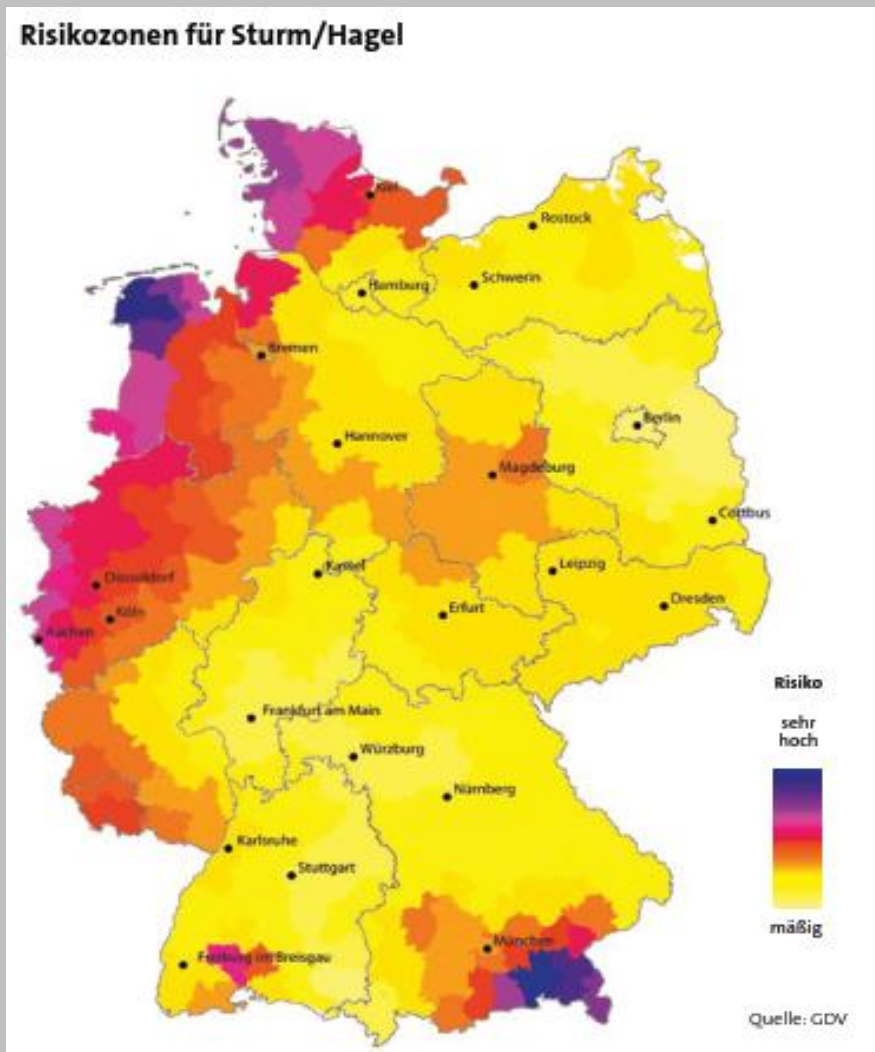 Risikozonen für Sturm/Hagel
Kiel
Rostock
Hamburg
Schwerin
Bremen
Berlin
Hannover
Magdeburg
Cottbus
Düsseldorf
Kassel
Leipzig
Köln
Erfurt
Dresden
Aachen
Risiko
sehr
hoch
Frankfurt am Main
Würzburg
Nürnberg
Karlsruhe
Stuttgart
mäßig
München
Freiburg im Breisgau
Quelle: GDV